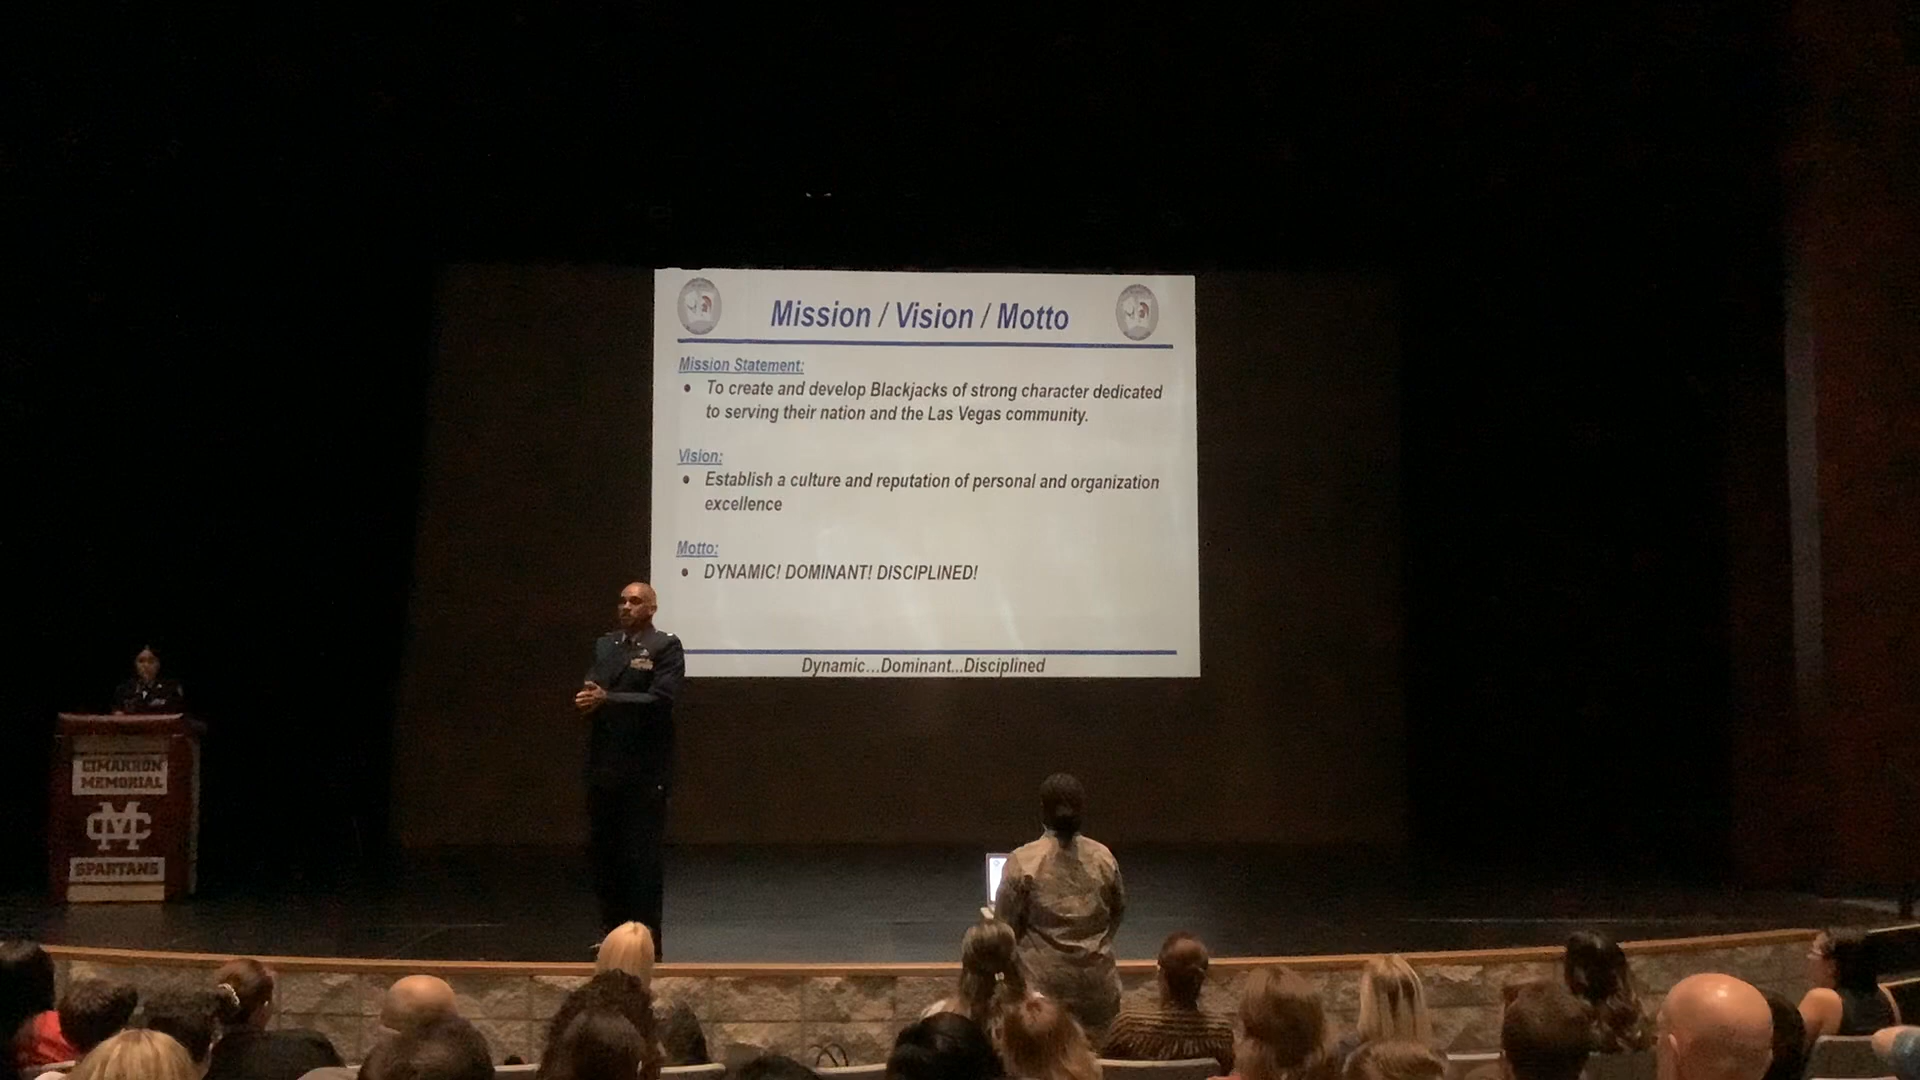 Mission / Vision / Motto
Mission Statement:
• To create and develop Blackjacks of strong character dedicated
to serving their nation and the Las Vegas community.
Vision:
• Establish a culture and reputation of personal and organization
excellence
Motto:
• DYNAMIC! DOMINANT! DISCIPLINED!
Dynamic...Dominant...Disciplined
CIMARRON
MEMORIAL
CM
SPARTANS